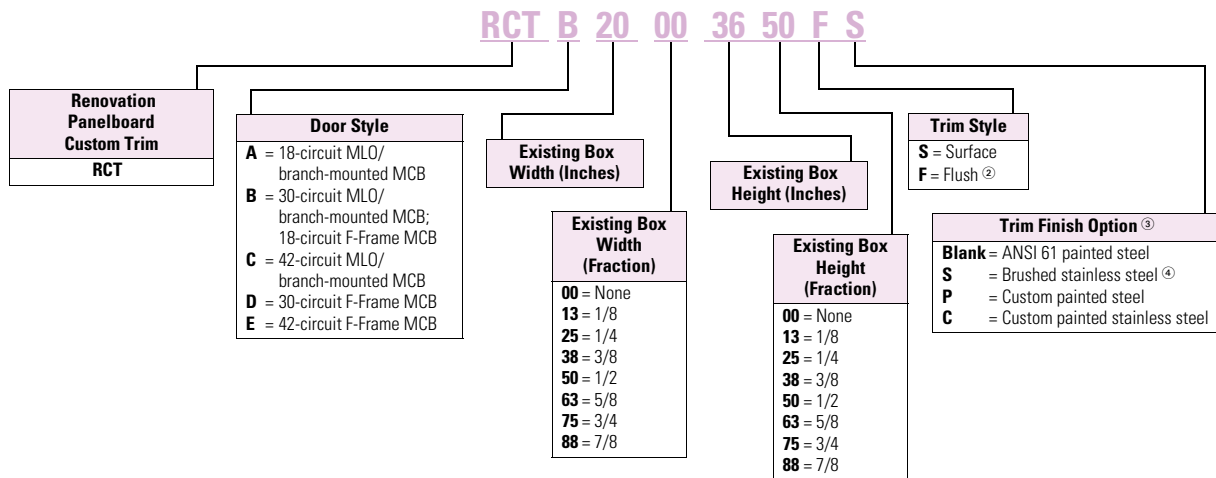 RCT B 20 00 36 50 F S
Renovation
Panelboard
Custom Trim
RCT
Door Style
A = 18-circuit MLO/
branch-mounted MCB
B = 30-circuit MLO/
branch-mounted MCB;
18-circuit F-Frame MCB
C = 42-circuit MLO/
branch-mounted MCB
D = 30-circuit F-Frame MCB
E = 42-circuit F-Frame MCB
Existing Box
Width (Inches)
Existing Box
Width
(Fraction)
00 = None
13 = 1/8
25 = 1/4
38 = 3/8
50 = 1/2
63 = 5/8
75 = 3/4
88 = 7/8
Existing Box
Height (Inches)
Existing Box
Height
(Fraction)
00 = None
13 = 1/8
25 = 1/4
38 = 3/8
50 = 1/2
63 = 5/8
75 = 3/4
88 = 7/8
Trim Style
S = Surface
F = Flush ②
Trim Finish Option ③
Blank = ANSI 61 painted steel
S = Brushed stainless steel ④
P = Custom painted steel
C = Custom painted stainless steel